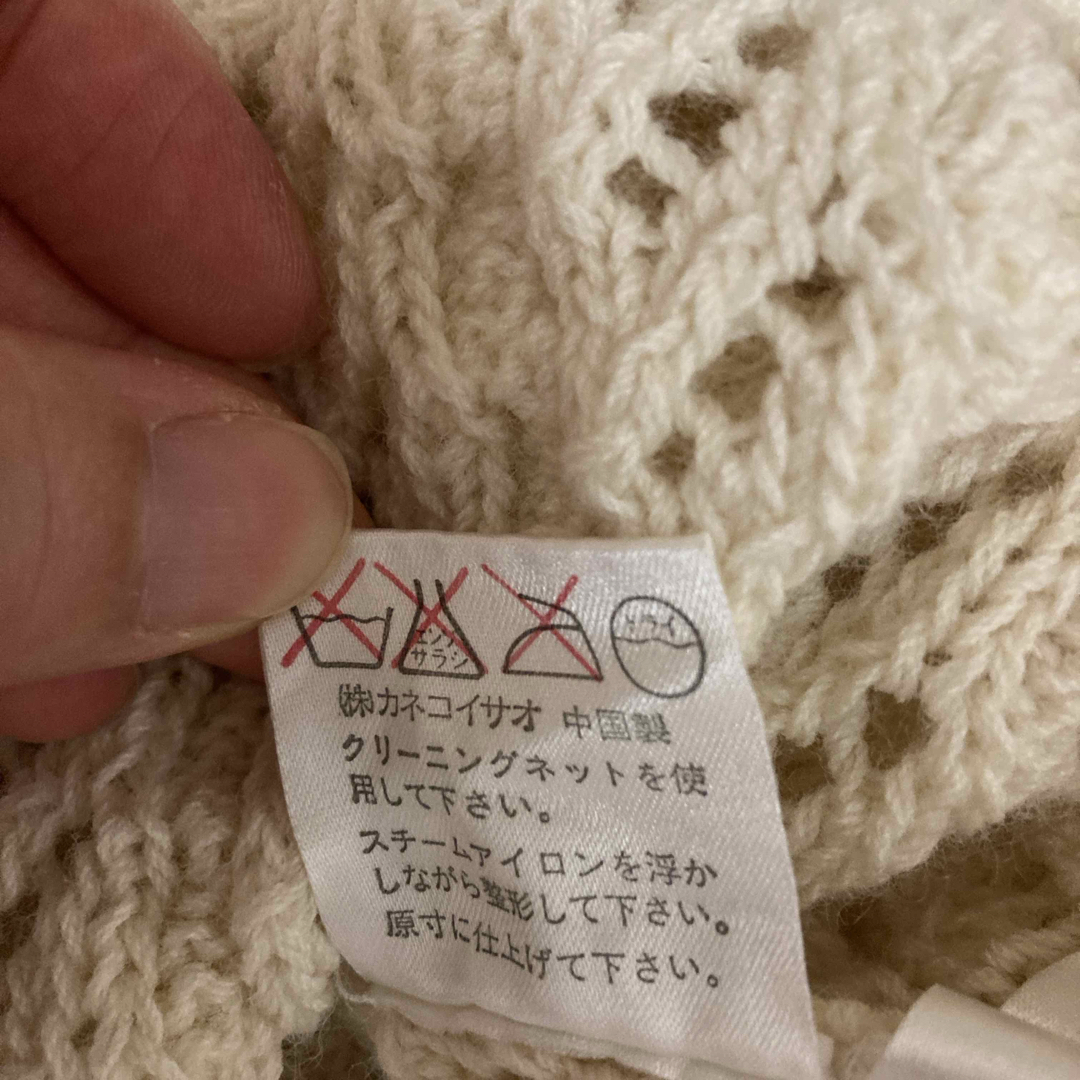 エンソ
サラシ
ドライ
㈱カネコイサオ 中国製
クリーニングネットを使
用して下さい。
スチームアイロンを浮か
しながら整形して下さい。
原寸に仕上げて下さい。